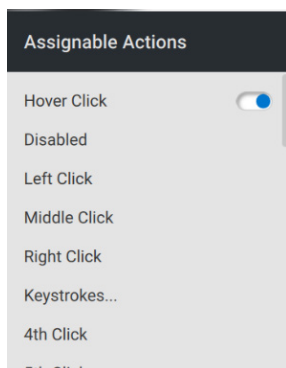 Assignable Actions
Hover Click
Disabled
Left Click
Middle Click
Right Click
Keystrokes...
4th Click